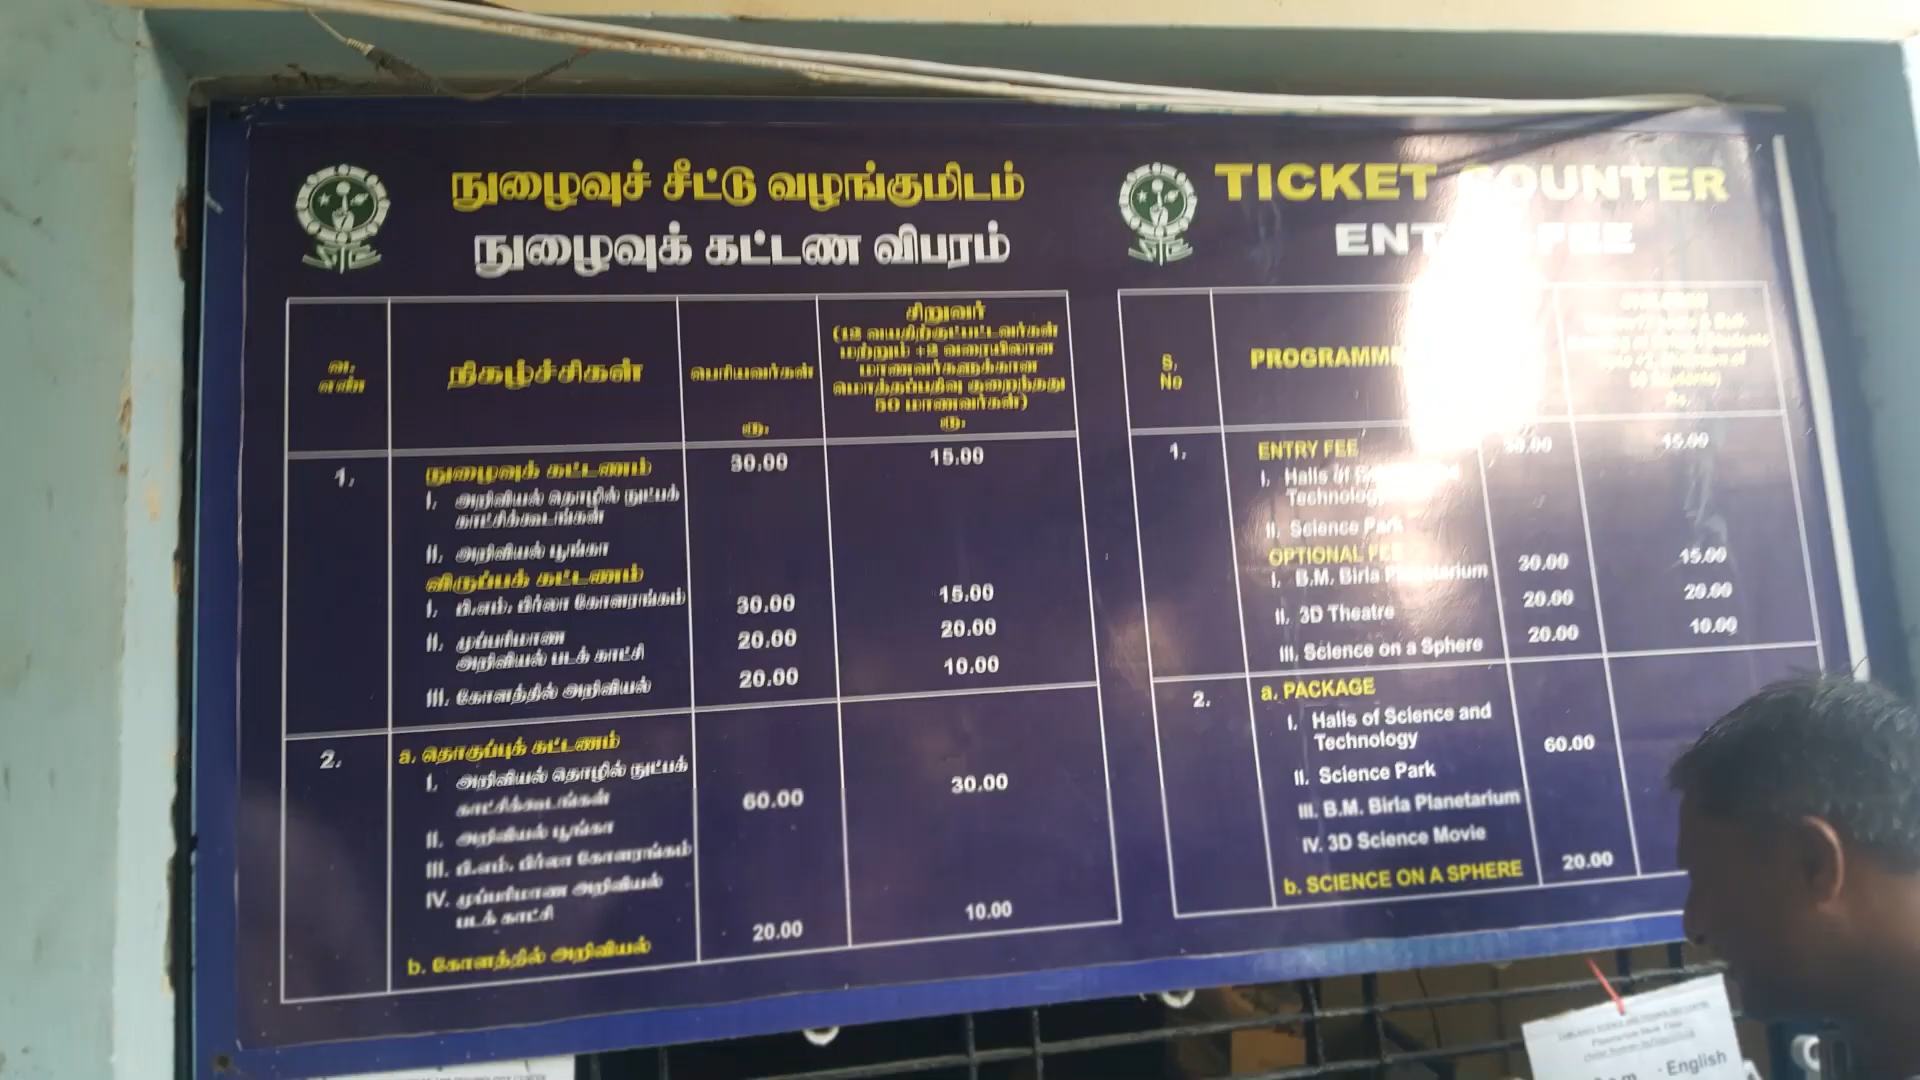 நுழைவுச் சீட்டு வழங்குமிடம்
நுழைவுக் கட்டண விபரம்
வ. எண்
நிகழ்ச்சிகள்
பெரியவர்கள்
ரூ.
சிறுவர்
(12 வயதிற்குட்பட்டவர்கள்
மற்றும் +2 வரையிலான
மாணவர்களுக்கான
மொத்தப்பதிவு குறைந்தது
50 மாணவர்கள்)
ரூ.
1. நுழைவுக் கட்டணம் 30.00 15.00
I. அறிவியல் தொழில் நுட்பக்
காட்சிக்கூடங்கள்
II. அறிவியல் பூங்கா
விருப்பக் கட்டணம்
I. பி.எம். பிர்லா கோளரங்கம் 30.00 15.00
II. முப்பரிமாண 20.00 20.00
அறிவியல் படக் காட்சி
III. கோளத்தில் அறிவியல் 20.00 10.00
2. a. தொகுப்புக் கட்டணம்
I. அறிவியல் தொழில் நுட்பக்
காட்சிக்கூடங்கள் 60.00 30.00
II. அறிவியல் பூங்கா
III. பி.எம். பிர்லா கோளரங்கம்
IV. முப்பரிமாண அறிவியல்
படக் காட்சி
b. கோளத்தில் அறிவியல் 20.00 10.00
TICKET COUNTER
FEE
S. No
1. ENTRY FEE 15.00
I. Halls of
Technology
II. Science Park
OPTIONAL
I. B.M. Birla 30.00 15.00
II. 3D Theatre 20.00 20.00
III. Science on a Sphere 20.00 10.00
2. a. PACKAGE
I. Halls of Science and
Technology 60.00
II. Science Park
III. B.M. Birla Planetarium
IV. 3D Science Movie
b. SCIENCE ON A SPHERE 20.00
English